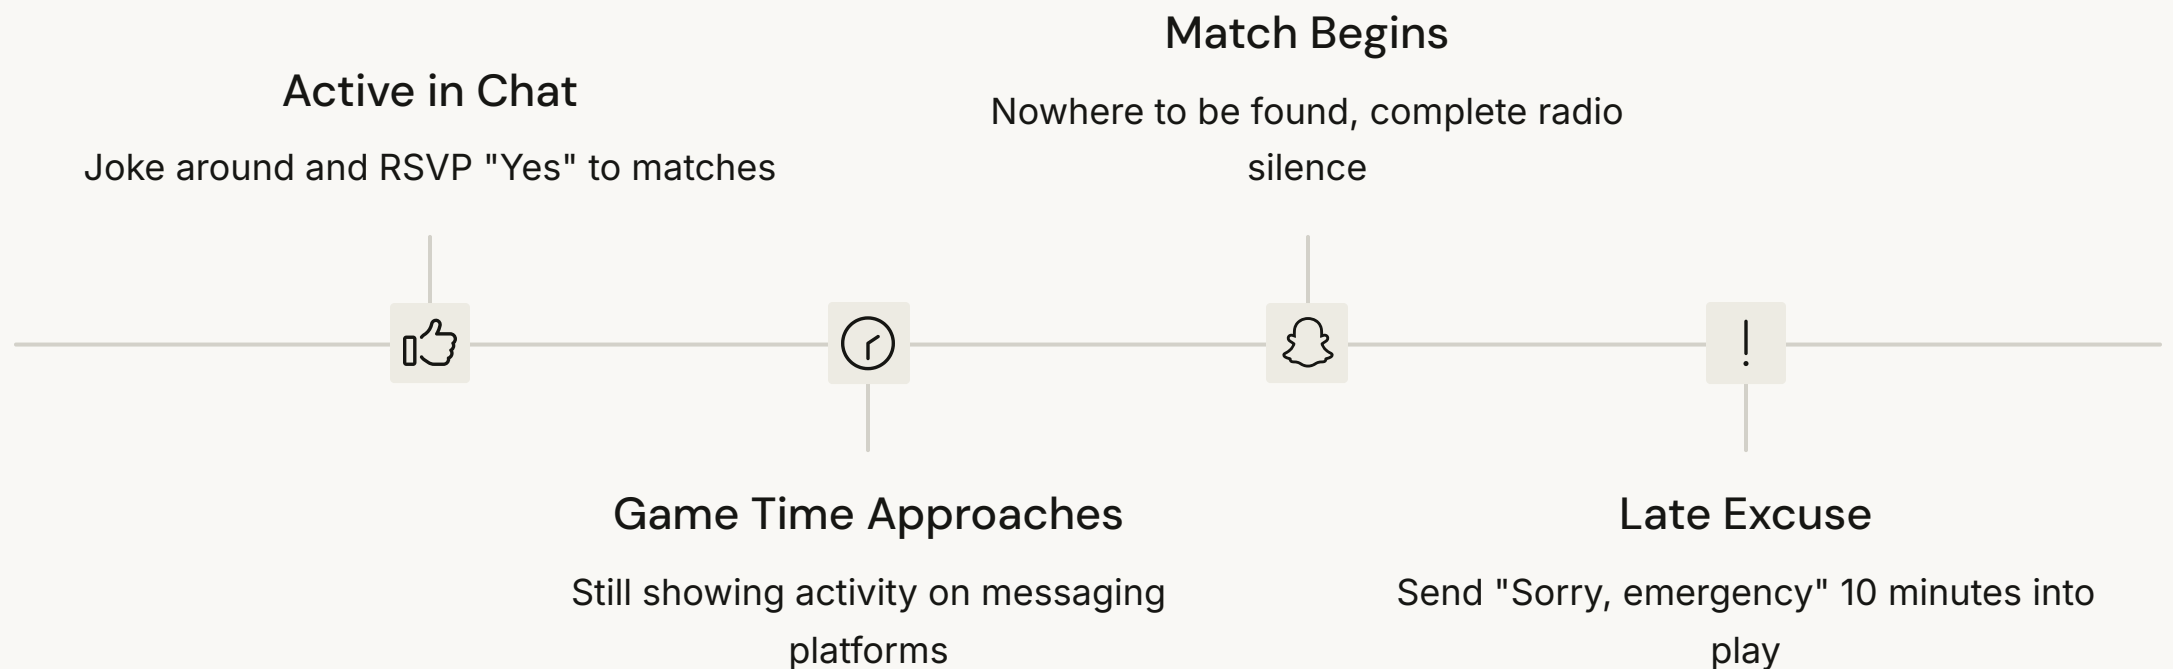 Active in Chat
Joke around and RSVP "Yes" to matches
Game Time Approaches
Still showing activity on messaging
platforms
Match Begins
Nowhere to be found, complete radio
silence
Late Excuse
Send "Sorry, emergency" 10 minutes into
play